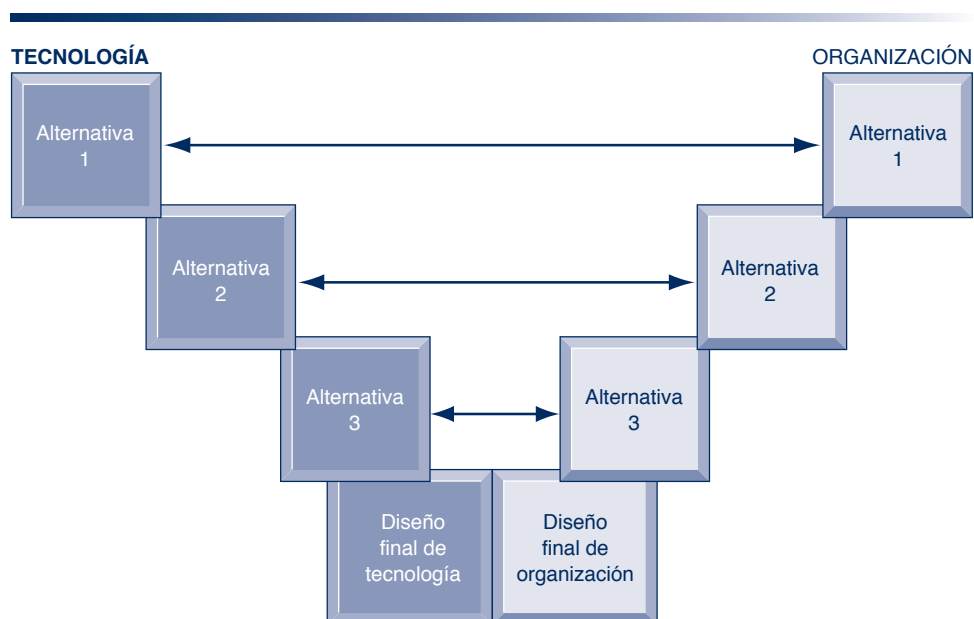 TECNOLOGÍA
ORGANIZACIÓN
Alternativa
1
Alternativa
1
Alternativa
2
Alternativa
2
Alternativa
3
Alternativa
3
Diseño
final de
tecnología
Diseño
final de
organización